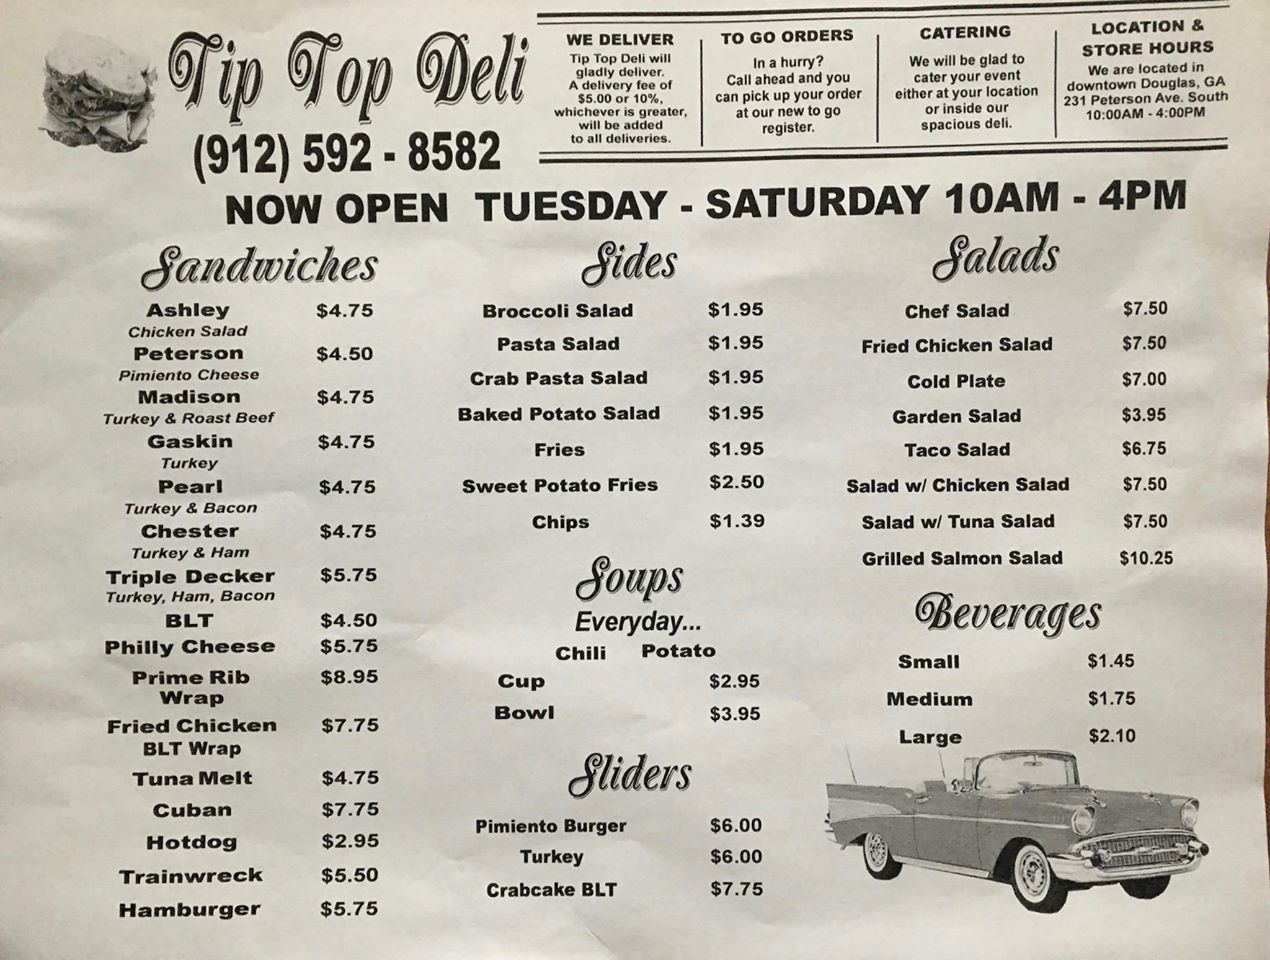 Tip Top Deli
(912) 592 - 8582
WE DELIVER
Tip Top Deli will
gladly deliver.
A delivery fee of
$5.00 or 10%,
whichever is greater,
will be added
to all deliveries.
TO GO ORDERS
In a hurry?
Call ahead and you
can pick up your order
at our new to go
register.
CATERING
We will be glad to
cater your event
either at your location
or inside our
spacious deli.
LOCATION &
STORE HOURS
We are located in
downtown Douglas, GA
231 Peterson Ave. South
10:00AM - 4:00PM
NOW OPEN TUESDAY - SATURDAY 10AM - 4PM
Sandwiches
Ashley $4.75
Chicken Salad
Peterson $4.50
Pimiento Cheese
Madison $4.75
Turkey & Roast Beef
Gaskin $4.75
Turkey
Pearl $4.75
Turkey & Bacon
Chester $4.75
Turkey & Ham
Triple Decker $5.75
Turkey, Ham, Bacon
BLT $4.50
Philly Cheese $5.75
Prime Rib $8.95
Wrap
Fried Chicken $7.75
BLT Wrap
Tuna Melt $4.75
Cuban $7.75
Hotdog $2.95
Trainwreck $5.50
Hamburger $5.75
Sides
Broccoli Salad $1.95
Pasta Salad $1.95
Crab Pasta Salad $1.95
Baked Potato Salad $1.95
Fries $1.95
Sweet Potato Fries $2.50
Chips $1.39
Soups
Everyday...
Chili Potato
Cup $2.95
Bowl $3.95
Sliders
Pimiento Burger $6.00
Turkey $6.00
Crabcake BLT $7.75
Salads
Chef Salad $7.50
Fried Chicken Salad $7.50
Cold Plate $7.00
Garden Salad $3.95
Taco Salad $6.75
Salad w/ Chicken Salad $7.50
Salad w/ Tuna Salad $7.50
Grilled Salmon Salad $10.25
Beverages
Small $1.45
Medium $1.75
Large $2.10